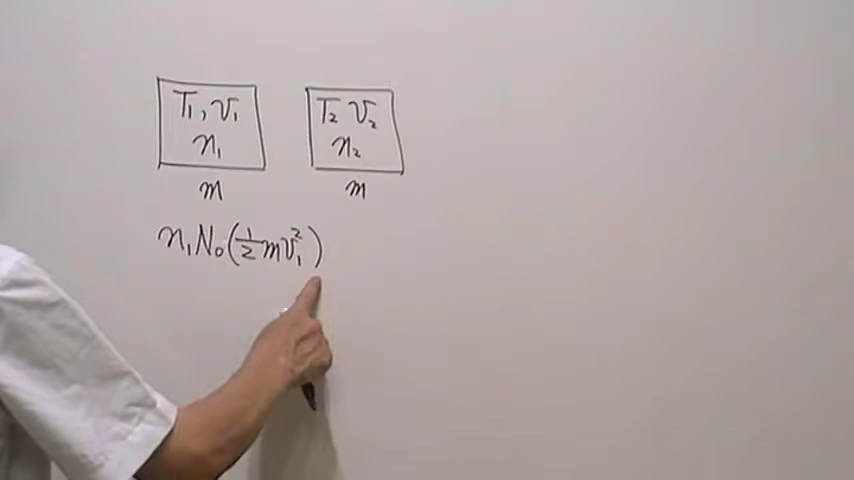 T₁, v₁
n₁
m
T₂ v₂
n₂
m
n₁N₀(½mv₁²)